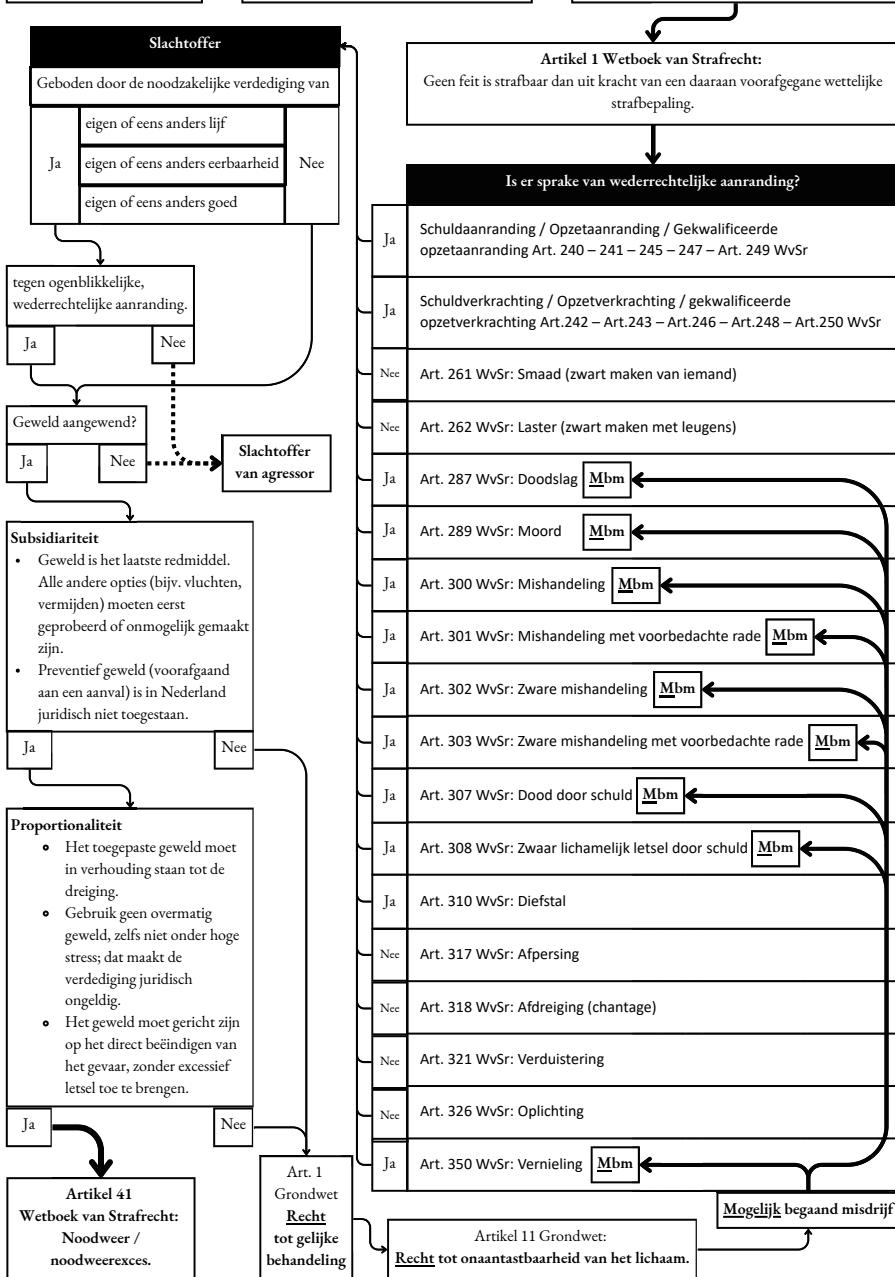 Slachtoffer
Geboden door de noodzakelijke verdediging van
Ja
eigen of eens anders lijf
eigen of eens anders eerbaarheid
eigen of eens anders goed
Nee
tegen ogenblikkelijke,
wederrechtelijke aanranding.
Ja
Nee
Geweld aangewend?
Ja
Nee
Slachtoffer
van agressor
Subsidiariteit
• Geweld is het laatste redmiddel.
Alle andere opties (bijv. vluchten,
vermijden) moeten eerst
geprobeerd of onmogelijk gemaakt
zijn.
• Preventief geweld (voorafgaand
aan een aanval) is in Nederland
juridisch niet toegestaan.
Ja
Nee
Proportionaliteit
• Het toegepaste geweld moet
in verhouding staan tot de
dreiging.
• Gebruik geen overmatig
geweld, zelfs niet onder hoge
stress; dat maakt de
verdediging juridisch
ongeldig.
• Het geweld moet gericht zijn
op het direct beëindigen van
het gevaar, zonder excessief
letsel toe te brengen.
Ja
Nee
Artikel 41
Wetboek van Strafrecht:
Noodweer /
noodweerexces.
Art. 1
Grondwet
Recht
tot gelijke
behandeling
Artikel 11 Grondwet:
Recht tot onaantastbaarheid van het lichaam.
Artikel 1 Wetboek van Strafrecht:
Geen feit is strafbaar dan uit kracht van een daaraan voorafgegane wettelijke
strafbepaling.
Is er sprake van wederrechtelijke aanranding?
Ja
Schuldaanranding / Opzetaanranding / Gekwalificeerde
opzetaanranding Art. 240 – 241 – 245 – 247 – Art. 249 WvSr
Ja
Schuldverkrachting / Opzetverkrachting / gekwalificeerde
opzetverkrachting Art.242 – Art.243 – Art.246 – Art.248 – Art.250 WvSr
Nee Art. 261 WvSr: Smaad (zwart maken van iemand)
Nee Art. 262 WvSr: Laster (zwart maken met leugens)
Ja Art. 287 WvSr: Doodslag Mbm
Ja Art. 289 WvSr: Moord Mbm
Ja Art. 300 WvSr: Mishandeling Mbm
Ja Art. 301 WvSr: Mishandeling met voorbedachte rade Mbm
Ja Art. 302 WvSr: Zware mishandeling Mbm
Ja Art. 303 WvSr: Zware mishandeling met voorbedachte rade Mbm
Ja Art. 307 WvSr: Dood door schuld Mbm
Ja Art. 308 WvSr: Zwaar lichamelijk letsel door schuld Mbm
Ja Art. 310 WvSr: Diefstal
Nee Art. 317 WvSr: Afpersing
Nee Art. 318 WvSr: Afdreiging (chantage)
Nee Art. 321 WvSr: Verduistering
Nee Art. 326 WvSr: Oplichting
Ja Art. 350 WvSr: Vernieling Mbm
Mogelijk begaand misdrijf